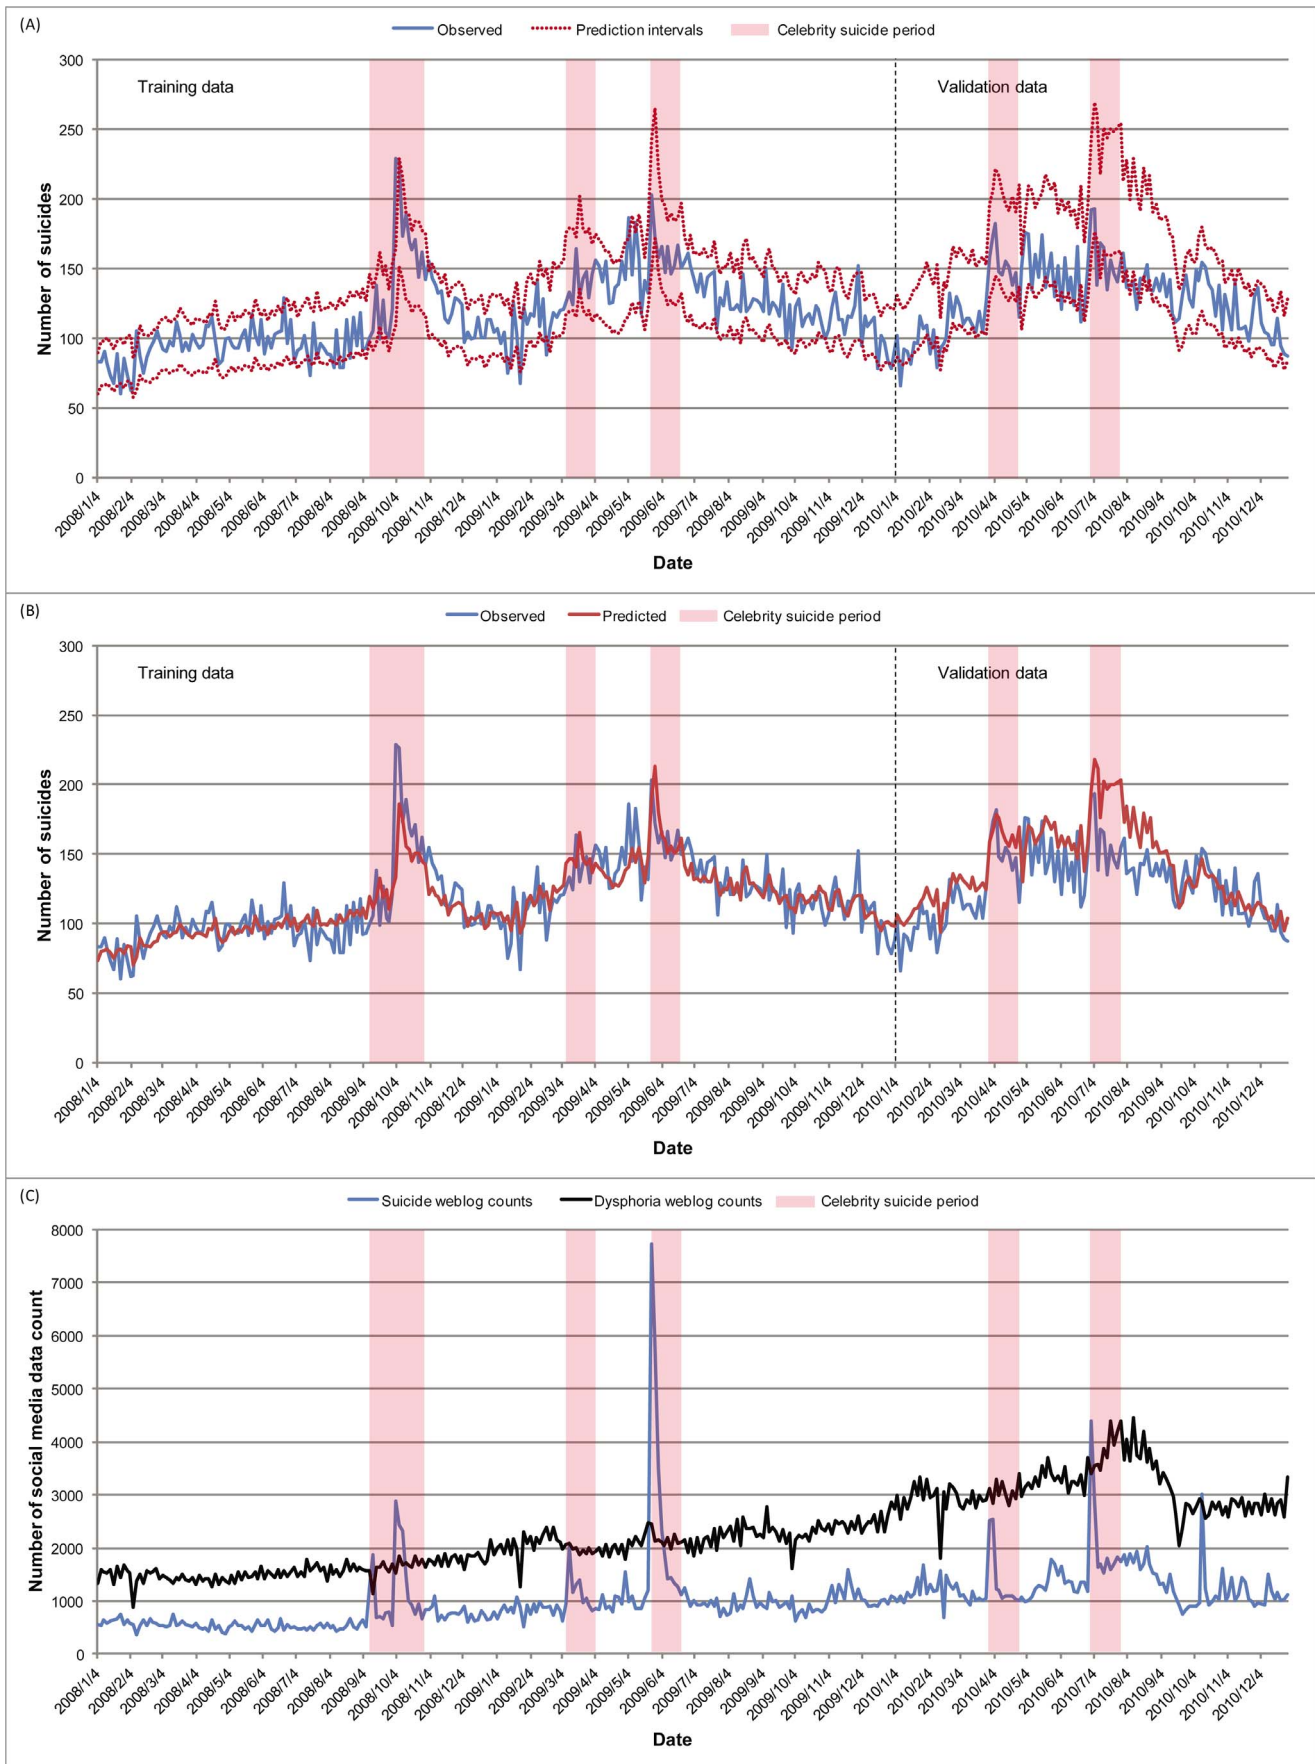 (A)
Observed Prediction intervals Celebrity suicide period
Training data Validation data
Number of suicides
300
250
200
150
100
50
0
2008/1/4 2008/2/4 2008/3/4 2008/4/4 2008/5/4 2008/6/4 2008/7/4 2008/8/4 2008/9/4 2008/10/4 2008/11/4 2008/12/4 2009/1/4 2009/2/4 2009/3/4 2009/4/4 2009/5/4 2009/6/4 2009/7/4 2009/8/4 2009/9/4 2009/10/4 2009/11/4 2009/12/4 2010/1/4 2010/2/4 2010/3/4 2010/4/4 2010/5/4 2010/6/4 2010/7/4 2010/8/4 2010/9/4 2010/10/4 2010/11/4 2010/12/4
Date
(B)
Observed Predicted Celebrity suicide period
Training data Validation data
Number of suicides
300
250
200
150
100
50
0
2008/1/4 2008/2/4 2008/3/4 2008/4/4 2008/5/4 2008/6/4 2008/7/4 2008/8/4 2008/9/4 2008/10/4 2008/11/4 2008/12/4 2009/1/4 2009/2/4 2009/3/4 2009/4/4 2009/5/4 2009/6/4 2009/7/4 2009/8/4 2009/9/4 2009/10/4 2009/11/4 2009/12/4 2010/1/4 2010/2/4 2010/3/4 2010/4/4 2010/5/4 2010/6/4 2010/7/4 2010/8/4 2010/9/4 2010/10/4 2010/11/4 2010/12/4
Date
(C)
Suicide weblog counts Dysphoria weblog counts Celebrity suicide period
Number of social media data count
8000
7000
6000
5000
4000
3000
2000
1000
0
2008/1/4 2008/2/4 2008/3/4 2008/4/4 2008/5/4 2008/6/4 2008/7/4 2008/8/4 2008/9/4 2008/10/4 2008/11/4 2008/12/4 2009/1/4 2009/2/4 2009/3/4 2009/4/4 2009/5/4 2009/6/4 2009/7/4 2009/8/4 2009/9/4 2009/10/4 2009/11/4 2009/12/4 2010/1/4 2010/2/4 2010/3/4 2010/4/4 2010/5/4 2010/6/4 2010/7/4 2010/8/4 2010/9/4 2010/10/4 2010/11/4 2010/12/4
Date